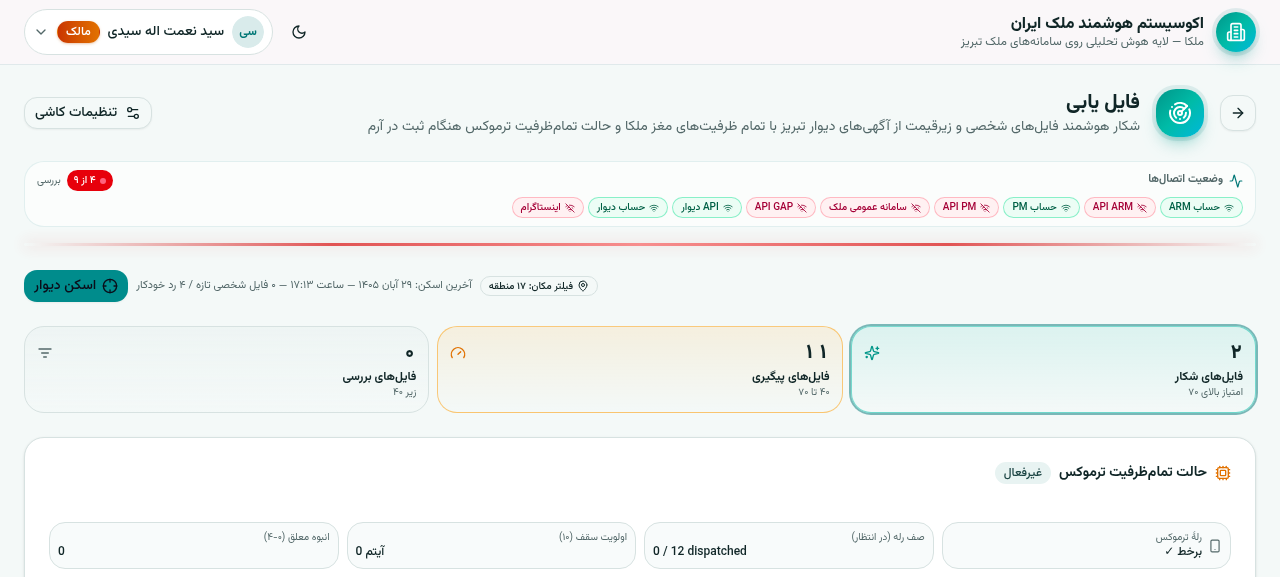 اکوسیستم هوشمند ملک ایران
ملکا — لایه هوش تحلیلی روی سامانه‌های ملک تبریز
سی
سید نعمت اله سیدی
مالک
فایل یابی
شکار هوشمند فایل‌های شخصی و زیرقیمت از آگهی‌های دیوار تبریز با تمام ظرفیت‌های مغز ملکا و حالت تمام‌ظرفیت ترموکس هنگام ثبت در آرم
تنظیمات کاشی
وضعیت اتصال‌ها
۴ از ۹
بررسی
حساب ARM
API ARM
حساب PM
API PM
سامانه عمومی ملک
API GAP
API دیوار
حساب دیوار
اینستاگرام
فیلتر مکان: ۱۷ منطقه
آخرین اسکن: ۲۹ آبان ۱۴۰۵ — ساعت ۱۷:۱۳ — ۰ فایل شخصی تازه / ۴ رد خودکار
اسکن دیوار
۲
فایل‌های شکار
امتیاز بالای ۷۰
۱۱
فایل‌های پیگیری
۴۰ تا ۷۰
۰
فایل‌های بررسی
زیر ۴۰
حالت تمام‌ظرفیت ترموکس
غیرفعال
رلهٔ ترموکس
برخط ✓
صف رله (در انتظار)
0 / 12 dispatched
اولویت سقف (۱۰)
0 آیتم
انبوه معلق (۰-۴)
0